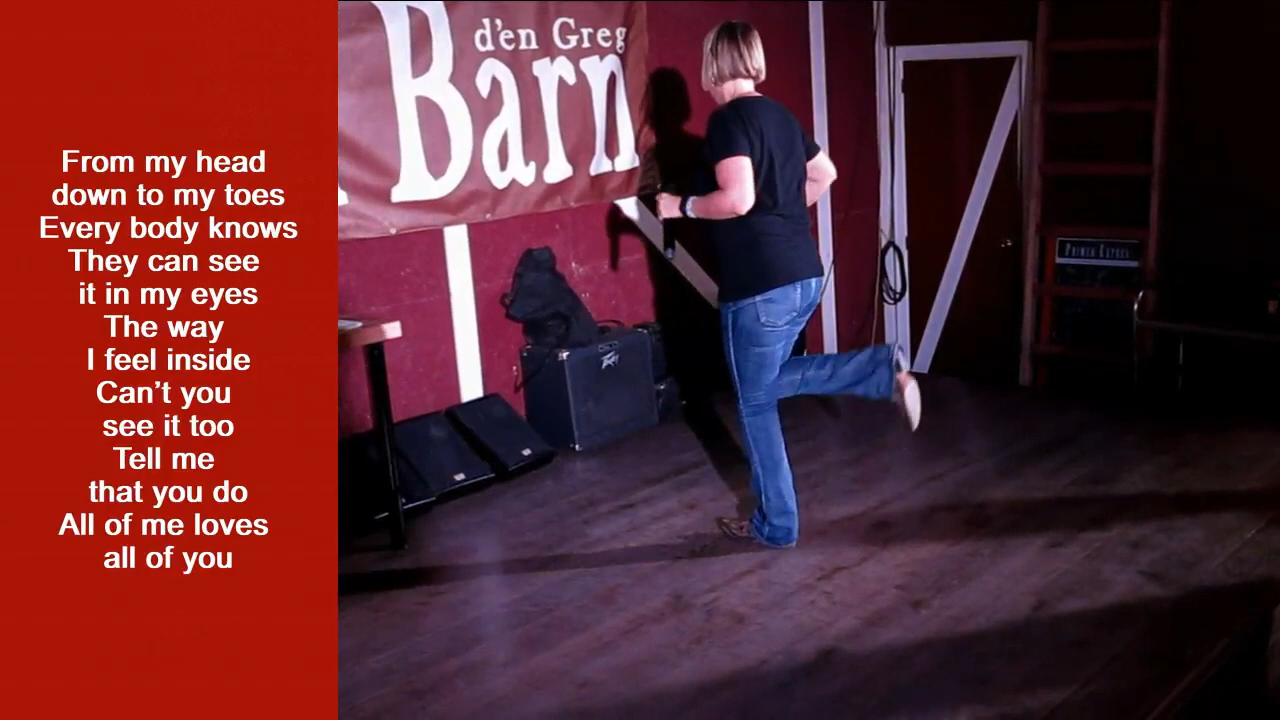 From my head
down to my toes
Every body knows
They can see
it in my eyes
The way
I feel inside
Can't you
see it too
Tell me
that you do
All of me loves
all of you
d'en Greg
Barn
PEAVEY